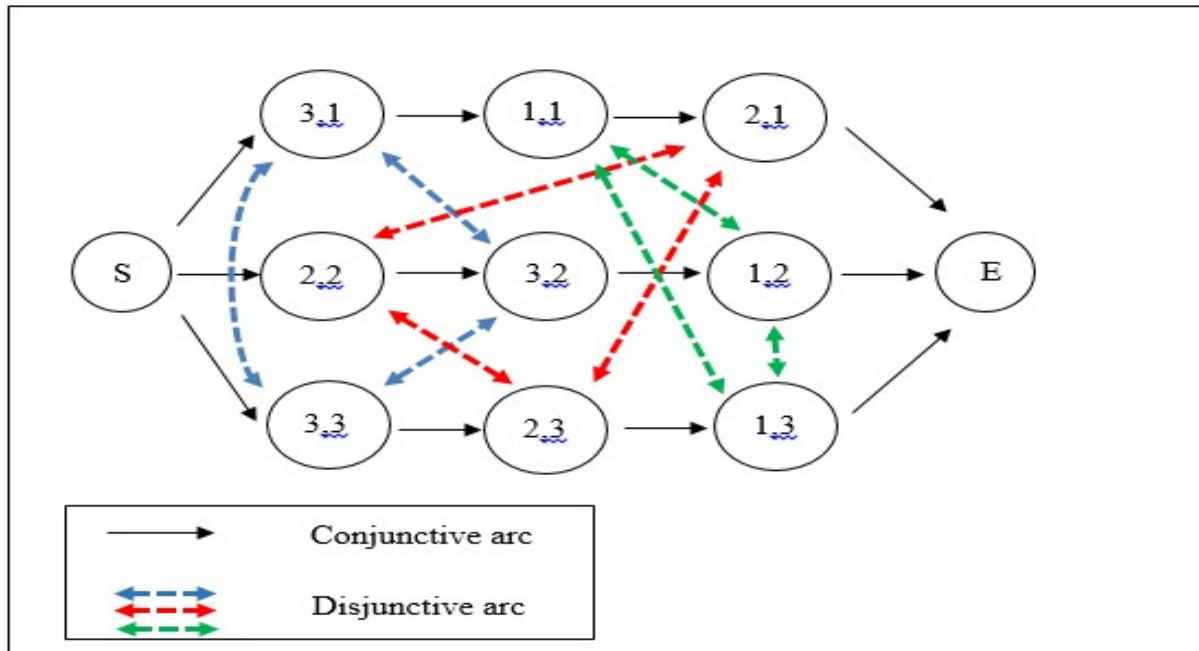 3,1 1,1 2,1
S 2,2 3,2 1,2 E
3,3 2,3 1,3
Conjunctive arc
Disjunctive arc